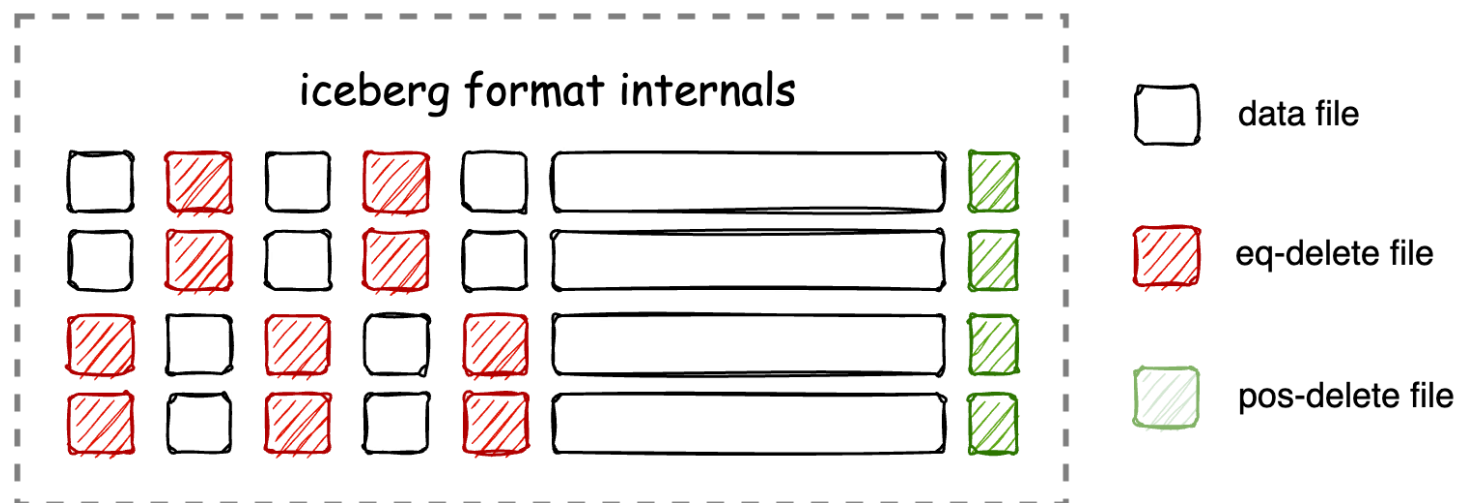 iceberg format internals
data file
eq-delete file
pos-delete file